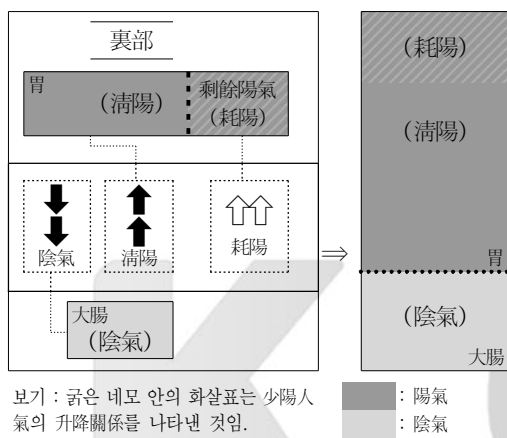 裏部
(耗陽)
胃
(淸陽)
剩餘陽氣
(耗陽)
(淸陽)
陰氣
淸陽
耗陽
⇒
胃
大腸
(陰氣)
(陰氣)
大腸
보기 : 굵은 네모 안의 화살표는 少陽人
氣의 升降關係를 나타낸 것임.
: 陽氣
: 陰氣